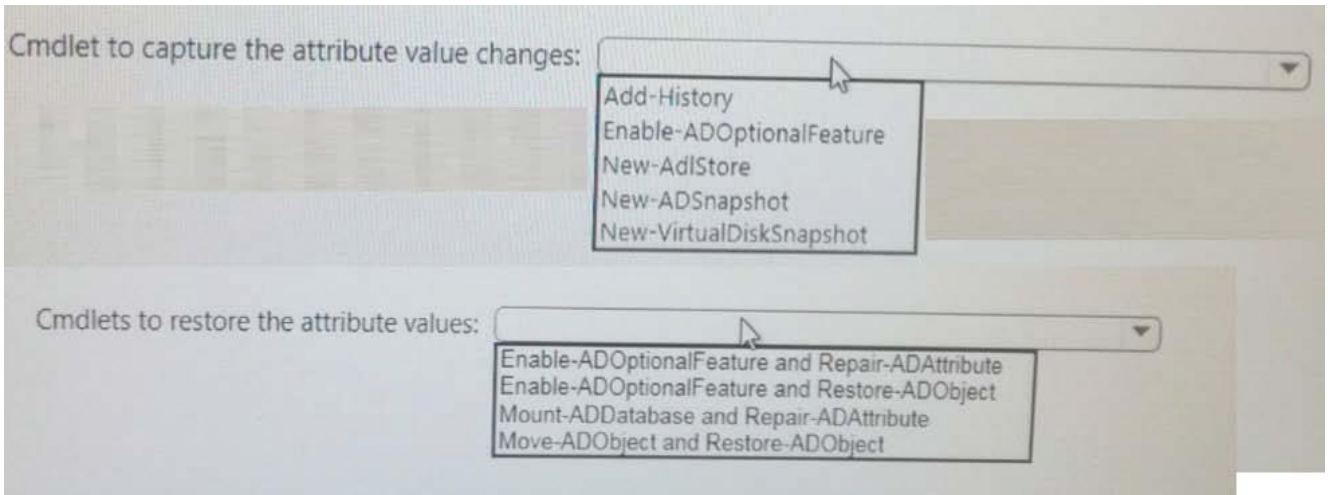 Cmdlet to capture the attribute value changes:
Add-History
Enable-ADOptionalFeature
New-AdlStore
New-ADSnapshot
New-VirtualDiskSnapshot
Cmdlets to restore the attribute values:
Enable-ADOptionalFeature and Repair-ADAttribute
Enable-ADOptionalFeature and Restore-ADObject
Mount-ADDatabase and Repair-ADAttribute
Move-ADObject and Restore-ADObject